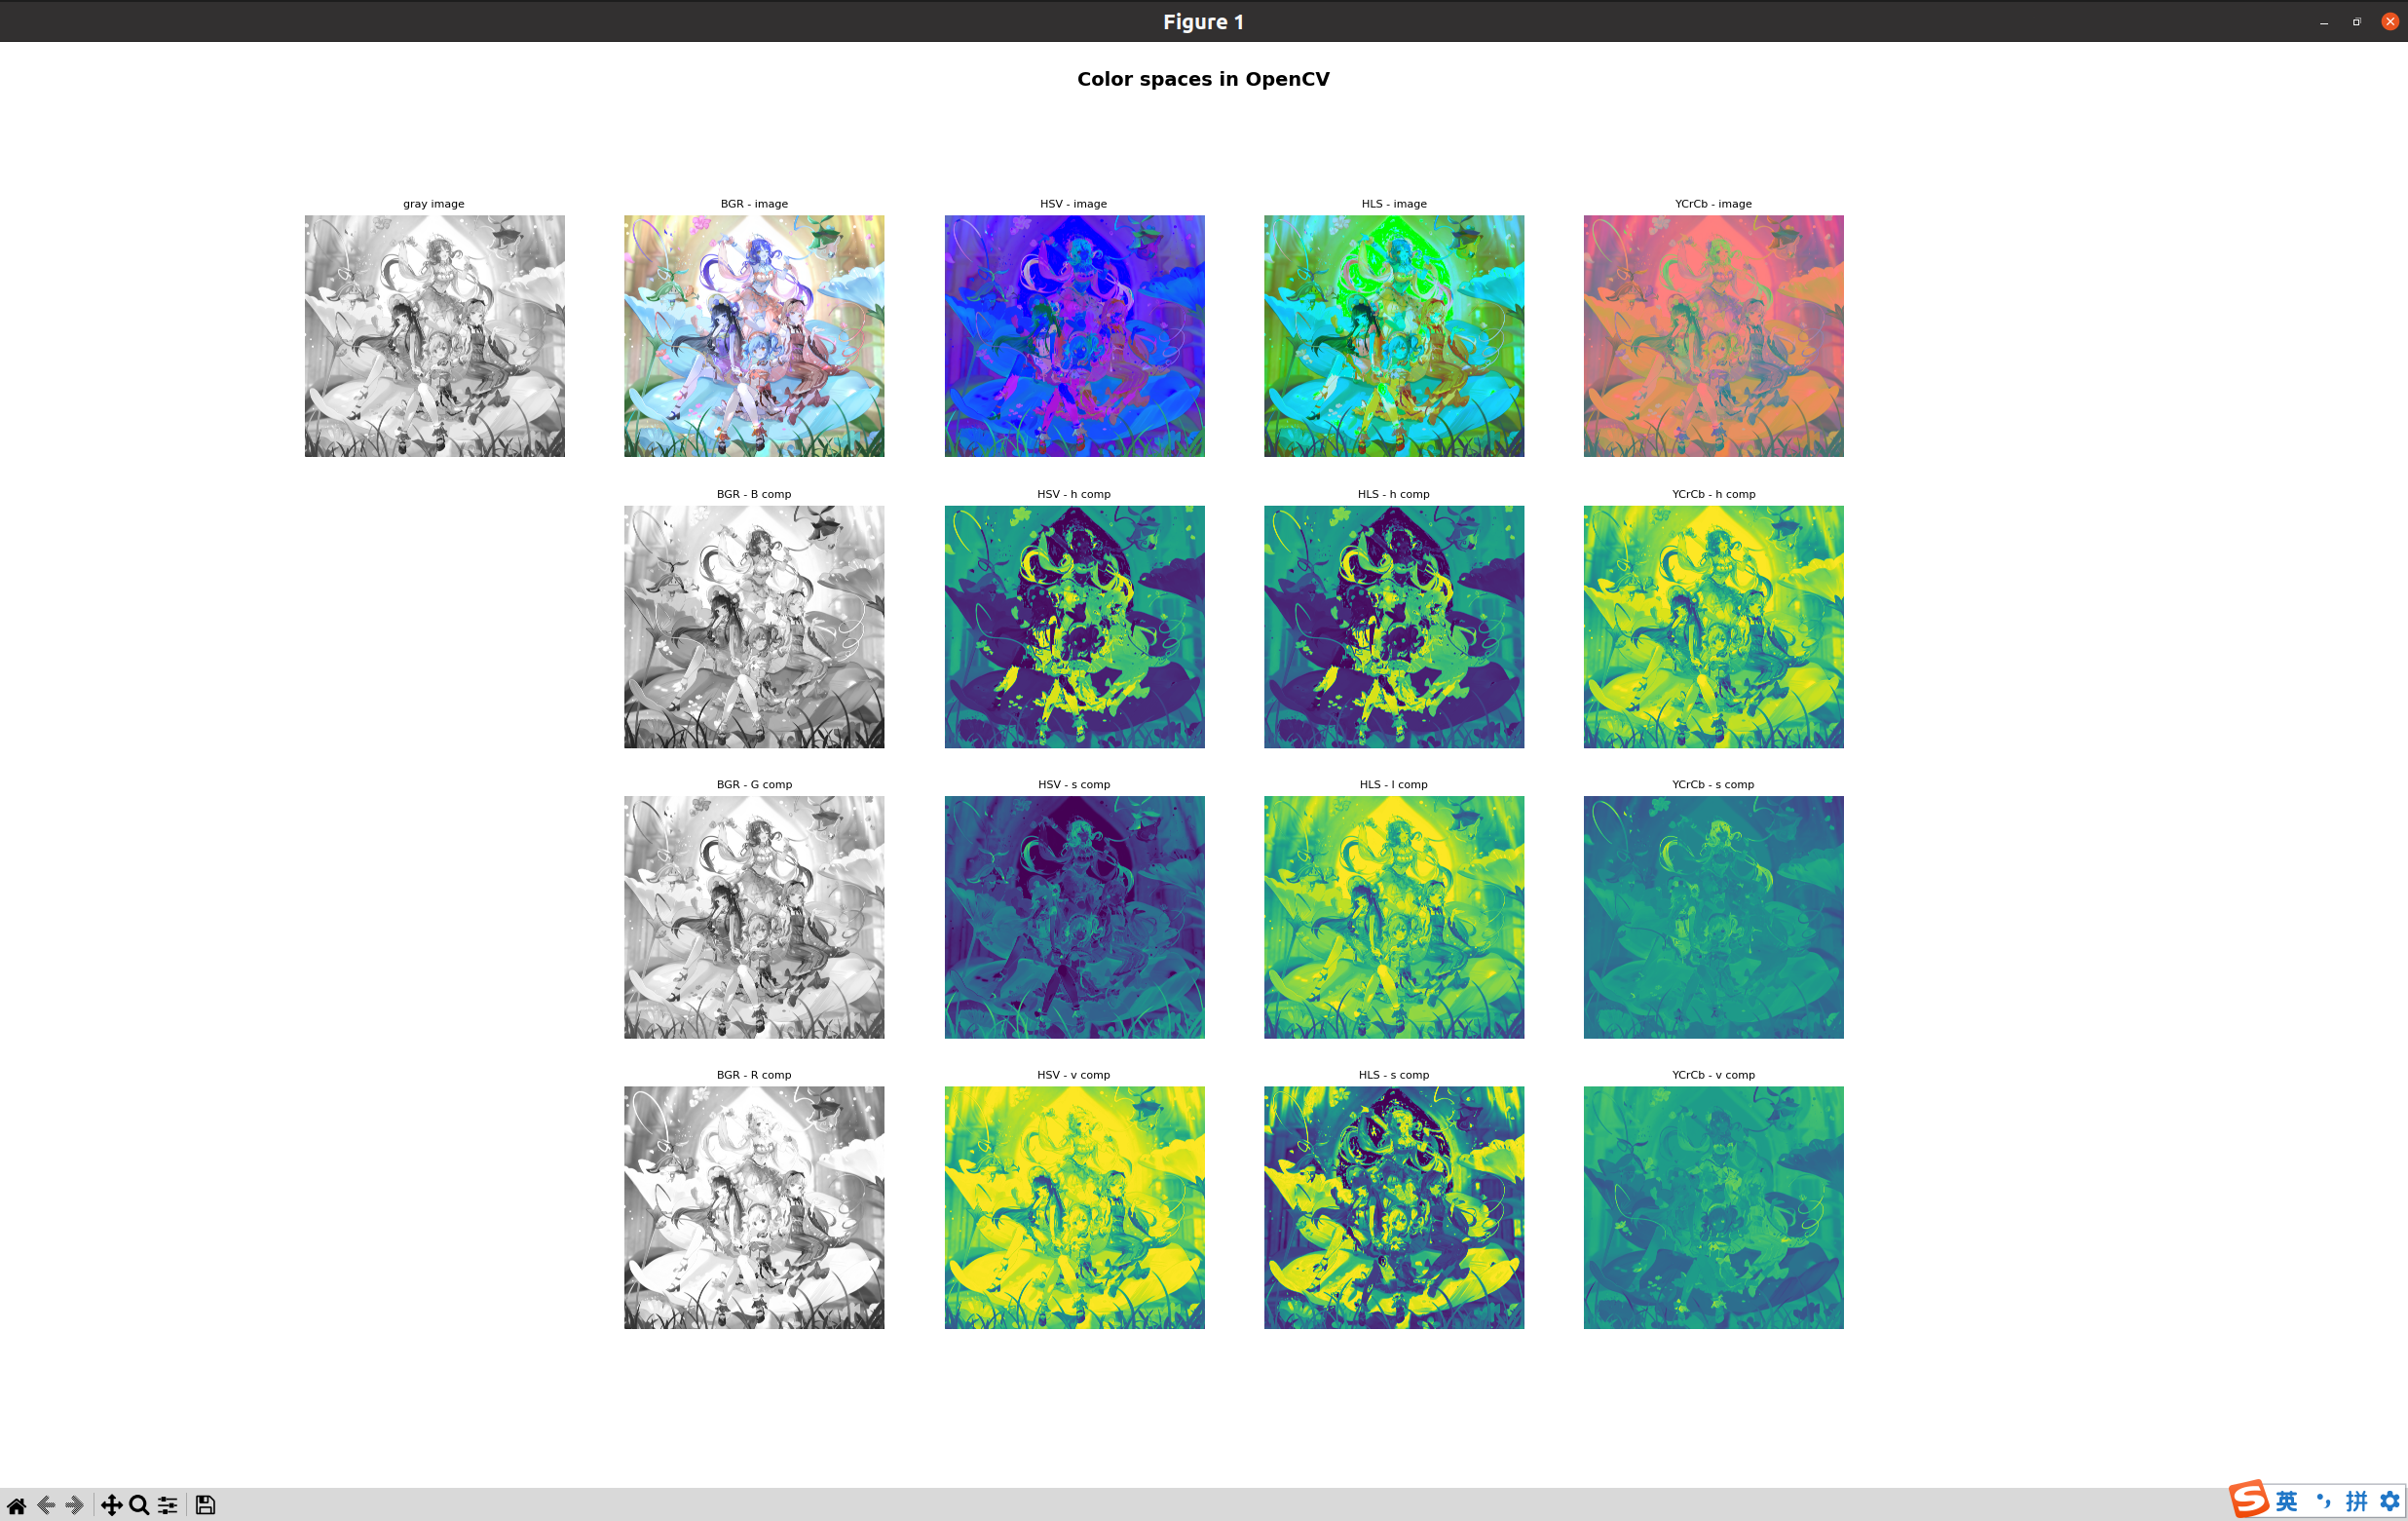 Figure 1
Color spaces in OpenCV
gray image
BGR - image
HSV - image
HLS - image
YCrCb - image
BGR - B comp
HSV - h comp
HLS - h comp
YCrCb - h comp
BGR - G comp
HSV - s comp
HLS - l comp
YCrCb - s comp
BGR - R comp
HSV - v comp
HLS - s comp
YCrCb - v comp
S 英 •, 拼